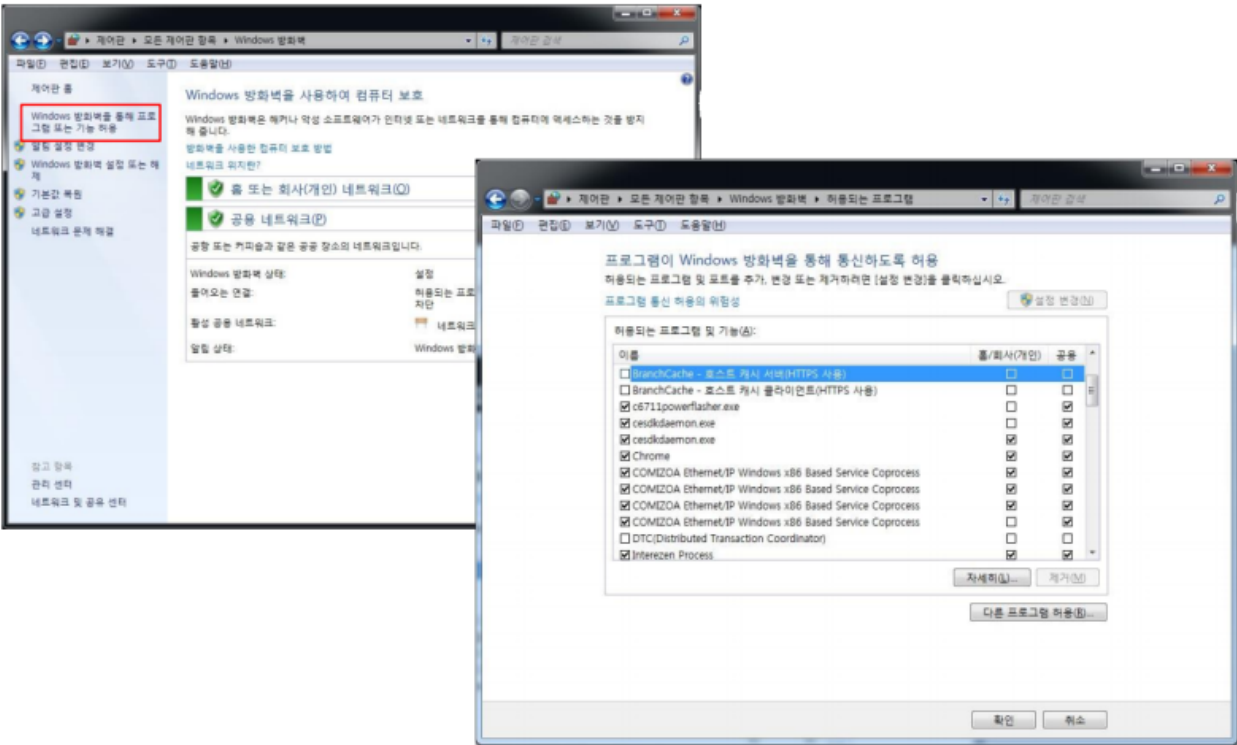 제어판 ▸ 모든 제어판 항목 ▸ Windows 방화벽
제어판 검색
파일(F) 편집(E) 보기(V) 도구(T) 도움말(H)
제어판 홈
Windows 방화벽을 통해 프로
그램 또는 기능 허용
알림 설정 변경
Windows 방화벽 설정 또는 해
제
기본값 복원
고급 설정
네트워크 문제 해결
참고 항목
관리 센터
네트워크 및 공유 센터
Windows 방화벽을 사용하여 컴퓨터 보호
Windows 방화벽은 해커나 악성 소프트웨어가 인터넷 또는 네트워크를 통해 컴퓨터에 액세스하는 것을 방지
해 줍니다.
방화벽을 사용한 컴퓨터 보호 방법
네트워크 위치란?
홈 또는 회사(개인) 네트워크(O)
공용 네트워크(P)
공항 또는 커피숍과 같은 공공 장소의 네트워크입니다.
Windows 방화벽 상태: 설정
들어오는 연결: 허용되는 프로
차단
활성 공용 네트워크: 네트워크
알림 상태: Windows 방화
제어판 ▸ 모든 제어판 항목 ▸ Windows 방화벽 ▸ 허용되는 프로그램
제어판 검색
파일(F) 편집(E) 보기(V) 도구(T) 도움말(H)
프로그램이 Windows 방화벽을 통해 통신하도록 허용
허용되는 프로그램 및 포트를 추가, 변경 또는 제거하려면 [설정 변경]을 클릭하십시오.
프로그램 통신 허용의 위험성
설정 변경(N)
허용되는 프로그램 및 기능(A):
이름 홈/회사(개인) 공용
BranchCache - 호스트 캐시 서버(HTTPS 사용)
BranchCache - 호스트 캐시 클라이언트(HTTPS 사용)
c6711powerflasher.exe
cesdkdaemon.exe
cesdkdaemon.exe
Chrome
COMIZOA Ethernet/IP Windows x86 Based Service Coprocess
COMIZOA Ethernet/IP Windows x86 Based Service Coprocess
COMIZOA Ethernet/IP Windows x86 Based Service Coprocess
COMIZOA Ethernet/IP Windows x86 Based Service Coprocess
DTC(Distributed Transaction Coordinator)
Interezen Process
자세히(L)... 제거(M)
다른 프로그램 허용(R)...
확인 취소